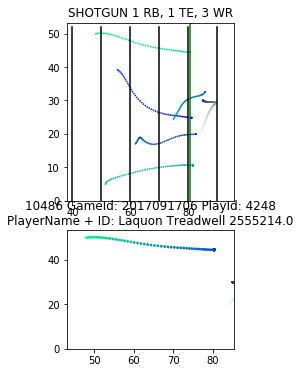 SHOTGUN 1 RB, 1 TE, 3 WR
50
40
30
20
10
0
40 60 80
10486 GameId: 2017091706 PlayId: 4248
PlayerName + ID: Laquon Treadwell 2555214.0
40
20
0
50 60 70 80